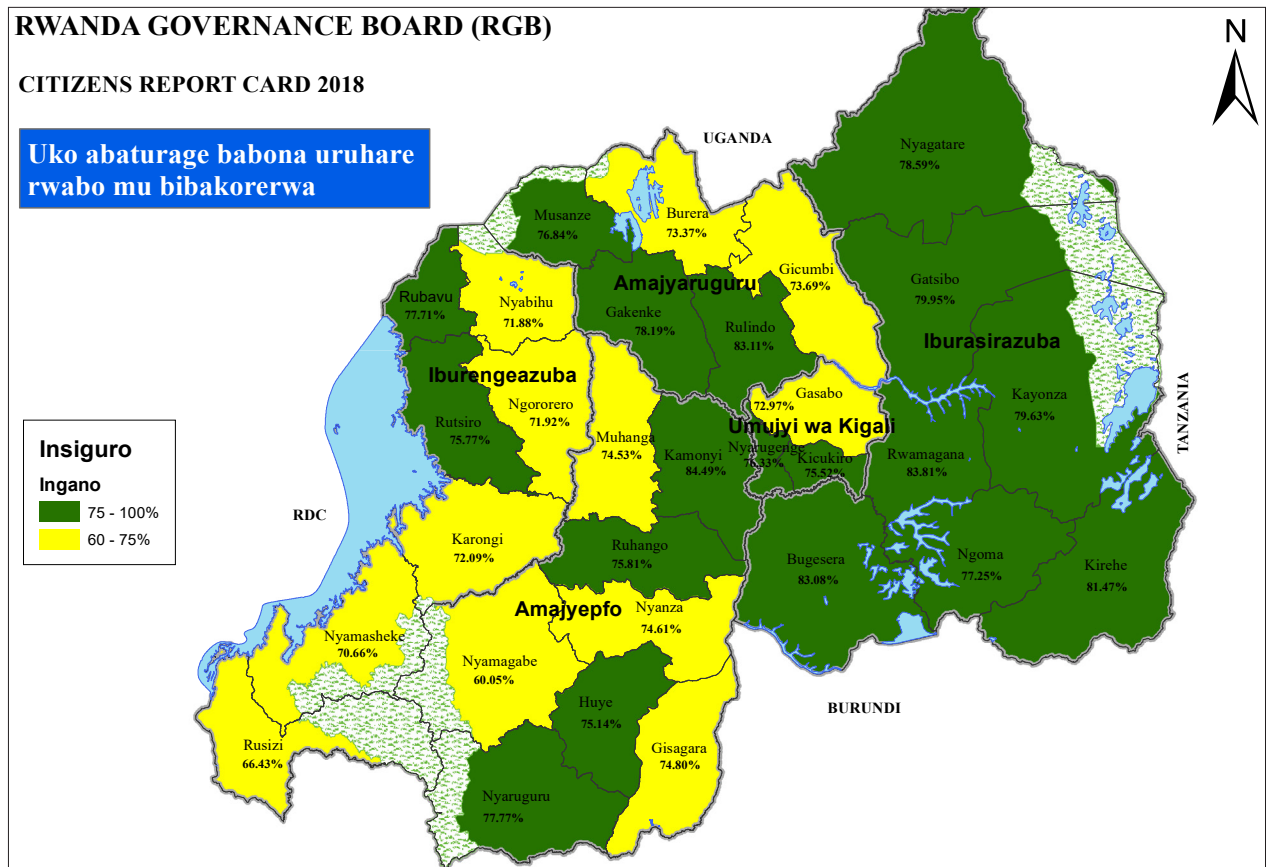 RWANDA GOVERNANCE BOARD (RGB)
CITIZENS REPORT CARD 2018
Uko abaturage babona uruhare
rwabo mu bibakorerwa
N
UGANDA
Nyagatare
78.59%
Musanze
76.84%
Burera
73.37%
Gicumbi
73.69%
Amajyaruguru
Gatsibo
79.95%
Rubavu
77.71%
Nyabihu
71.88%
Gakenke
78.19%
Rulindo
83.11%
Iburasirazuba
Iburengeazuba
Ngororero
71.92%
Rutsiro
75.77%
Gasabo
72.97%
Kayonza
79.63%
TANZANIA
Umujyi wa Kigali
Muhanga
74.53%
Kamonyi
84.49%
Nyarugenge
76.33%
Kicukiro
75.52%
Rwamagana
83.81%
Insiguro
Ingano
75 - 100%
60 - 75%
RDC
Karongi
72.09%
Ruhango
75.81%
Bugesera
83.08%
Ngoma
77.25%
Kirehe
81.47%
Amajyepfo
Nyanza
74.61%
Nyamasheke
70.66%
Nyamagabe
60.05%
Huye
75.14%
BURUNDI
Rusizi
66.43%
Gisagara
74.80%
Nyaruguru
77.77%